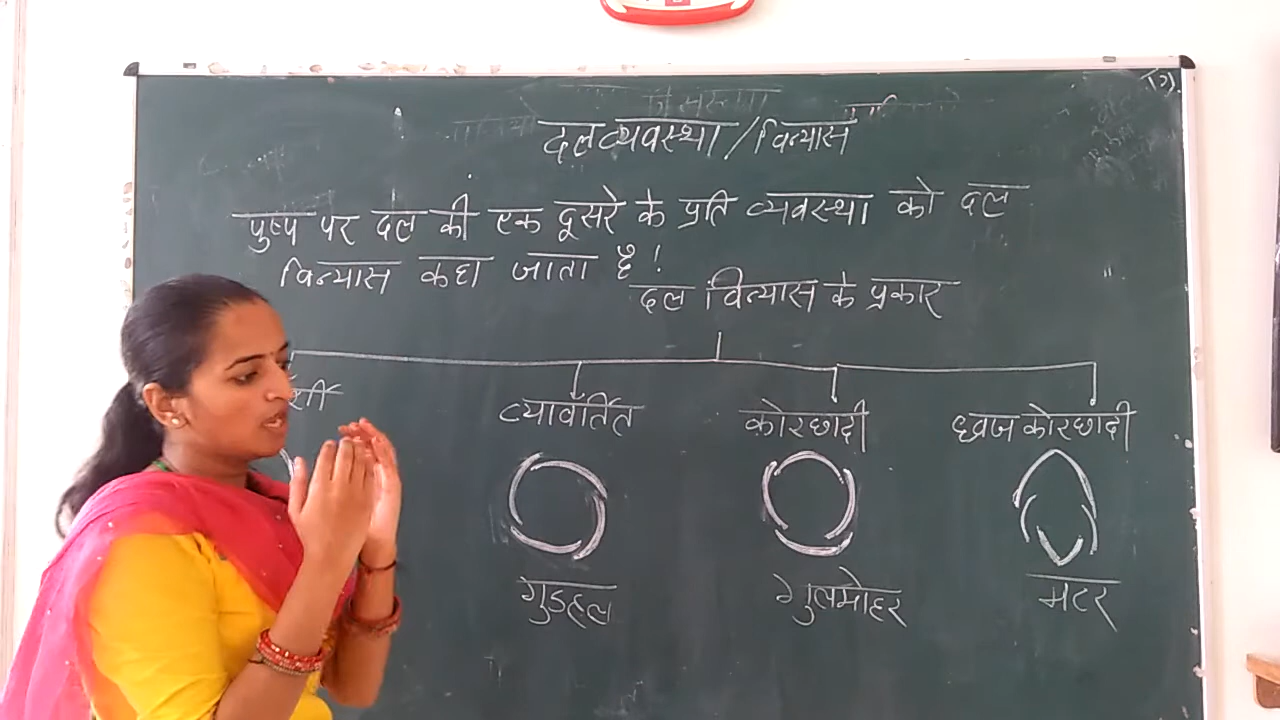 दलव्यवस्था/विन्यास
पुष्प पर दल की एक दूसरे के प्रति व्यवस्था को दल
विन्यास कहा जाता है!
दल विन्यास के प्रकार
व्यावर्तित
कोरछादी
ध्वज कोरछादी
गुडहल
गुलमोहर
मटर